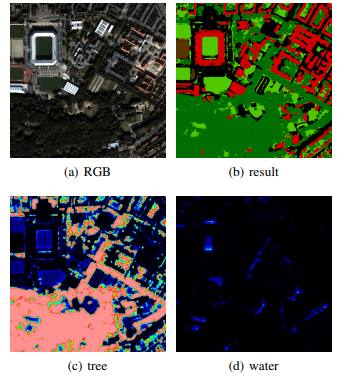 (a) RGB
(b) result
(c) tree
(d) water